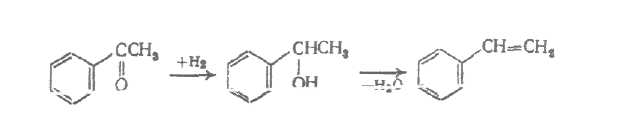 CCH₃ +H₂ CHCH₃ CH=CH₂
O OH —H₂O